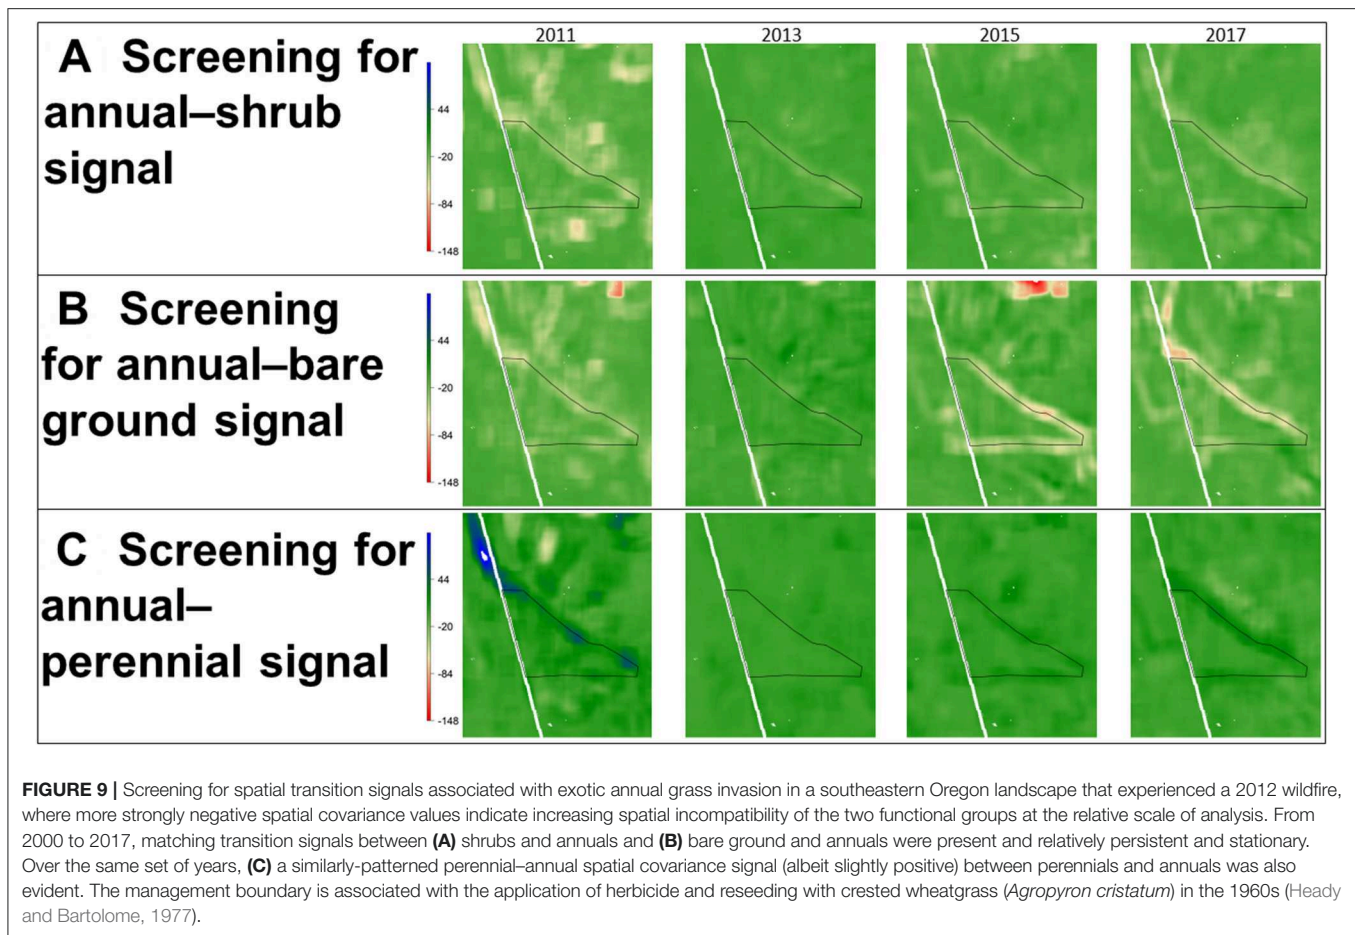 2011 2013 2015 2017
A Screening for
annual–shrub
signal
44
-20
-84
-148
B Screening
for annual–bare
ground signal
44
-20
-84
-148
C Screening for
annual–
perennial signal
44
-20
-84
-148
FIGURE 9 | Screening for spatial transition signals associated with exotic annual grass invasion in a southeastern Oregon landscape that experienced a 2012 wildfire,
where more strongly negative spatial covariance values indicate increasing spatial incompatibility of the two functional groups at the relative scale of analysis. From
2000 to 2017, matching transition signals between (A) shrubs and annuals and (B) bare ground and annuals were present and relatively persistent and stationary.
Over the same set of years, (C) a similarly-patterned perennial–annual spatial covariance signal (albeit slightly positive) between perennials and annuals was also
evident. The management boundary is associated with the application of herbicide and reseeding with crested wheatgrass (Agropyron cristatum) in the 1960s (Heady
and Bartolome, 1977).